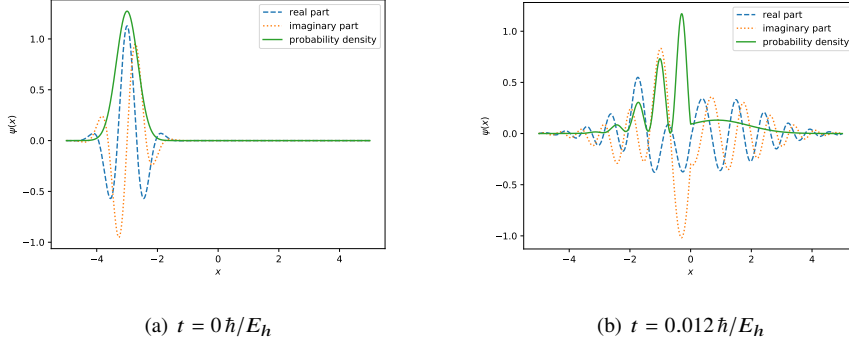 real part
imaginary part
probability density
1.0
0.5
0.0
−0.5
−1.0
ψ(x)
−4
−2
0
2
4
x
(a) t = 0 ℏ/E_h
real part
imaginary part
probability density
1.0
0.5
0.0
−0.5
−1.0
ψ(x)
−4
−2
0
2
4
x
(b) t = 0.012 ℏ/E_h